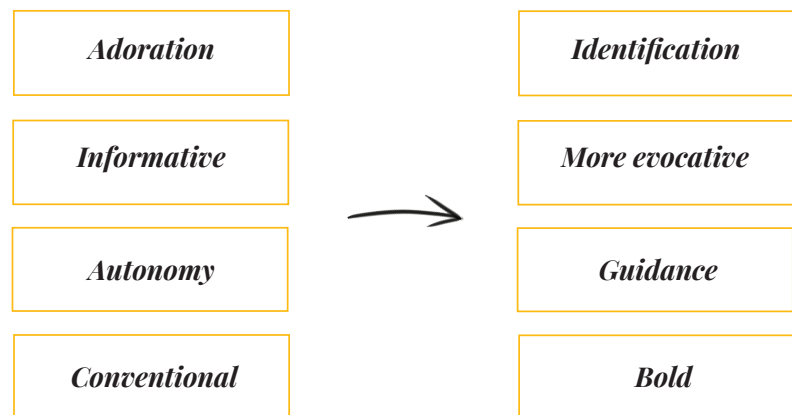 Adoration
Identification
Informative
More evocative
Autonomy
Guidance
Conventional
Bold